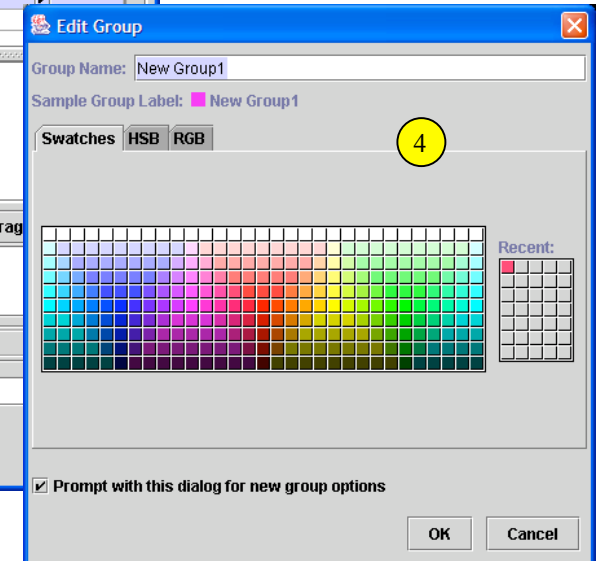 Edit Group
Group Name: New Group1
Sample Group Label: New Group1
Swatches HSB RGB
4
rag
Recent:
Prompt with this dialog for new group options
OK Cancel